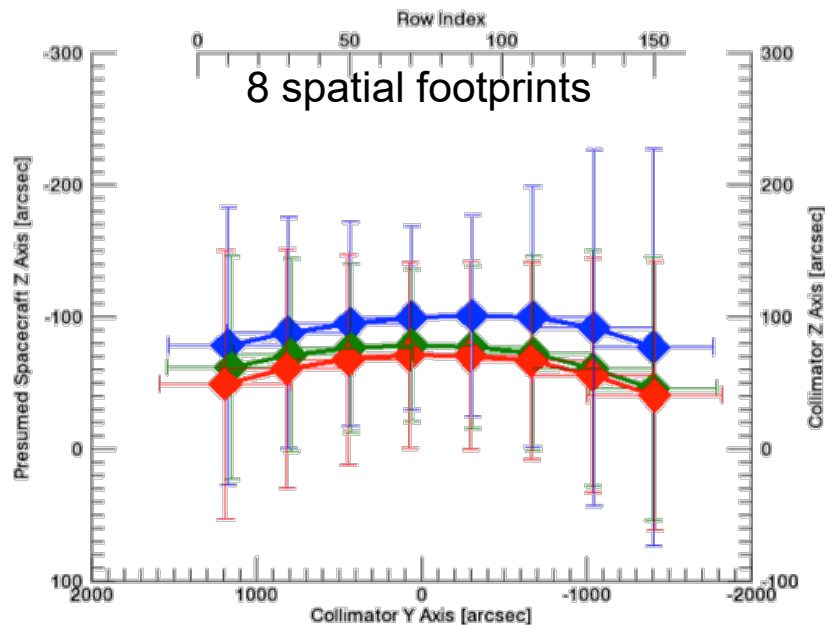 Row Index
0 50 100 150
8 spatial footprints
-300
-200
-100
0
100
Presumed Spacecraft Z Axis [arcsec]
300
200
100
0
-100
Collimator Z Axis [arcsec]
2000 1000 0 -1000 -2000
Collimator Y Axis [arcsec]